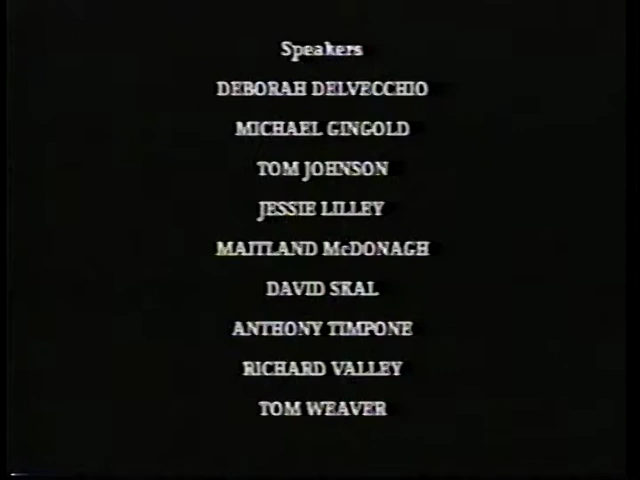 Speakers
DEBORAH DELVECCHIO
MICHAEL GINGOLD
TOM JOHNSON
JESSIE LILLEY
MAITLAND McDONAGH
DAVID SKAL
ANTHONY TIMPONE
RICHARD VALLEY
TOM WEAVER